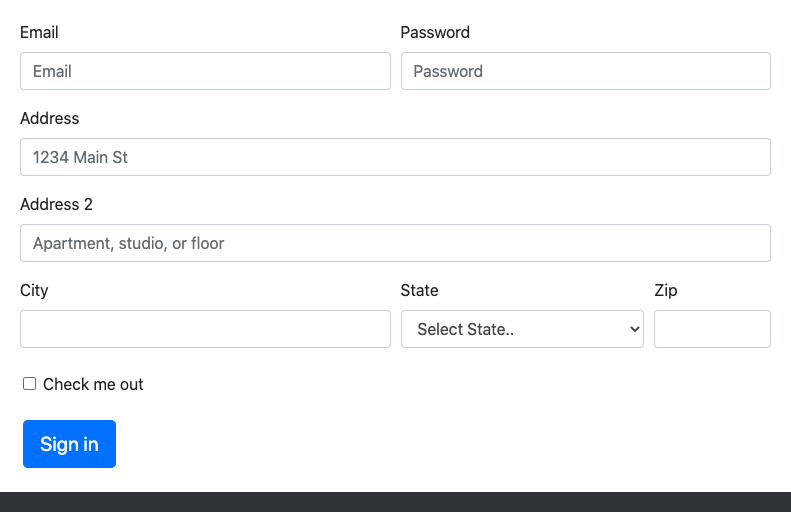 Email Password
Email Password
Address
1234 Main St
Address 2
Apartment, studio, or floor
City State Zip
Select State..
Check me out
Sign in